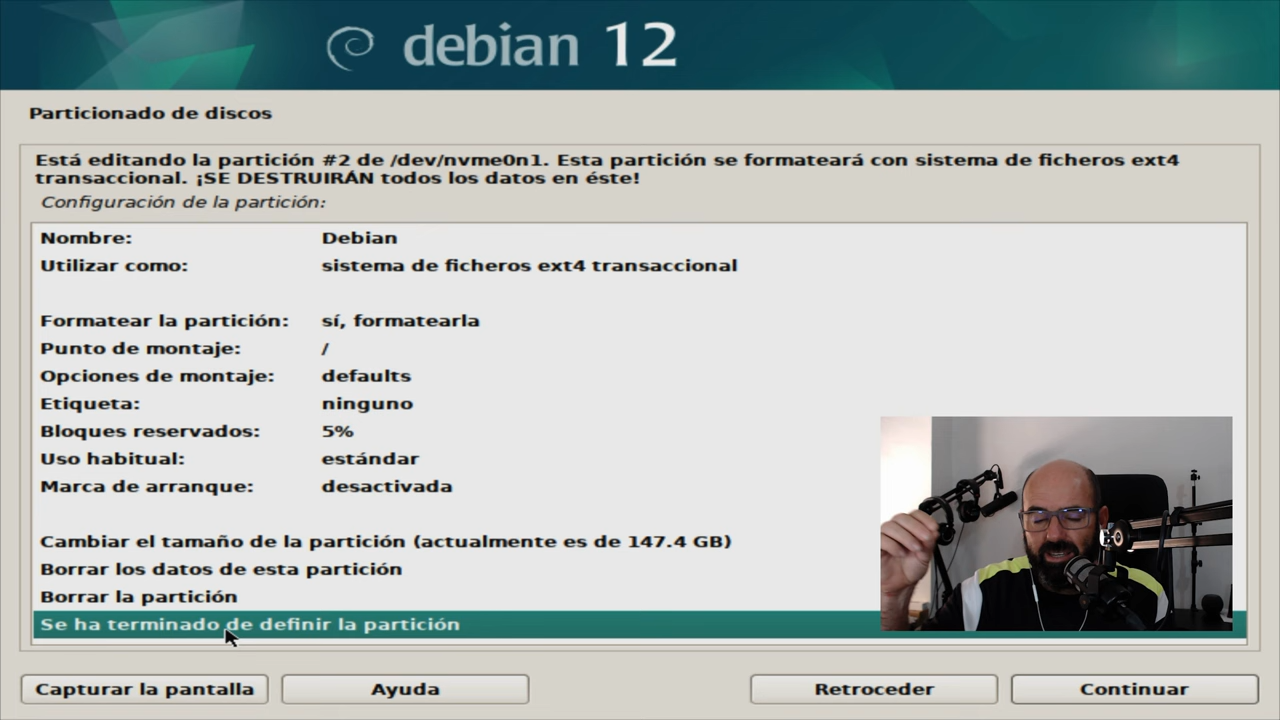 debian 12
Particionado de discos
Está editando la partición #2 de /dev/nvme0n1. Esta partición se formateará con sistema de ficheros ext4
transaccional. ¡SE DESTRUIRÁN todos los datos en éste!
Configuración de la partición:
Nombre: Debian
Utilizar como: sistema de ficheros ext4 transaccional
Formatear la partición: sí, formatearla
Punto de montaje: /
Opciones de montaje: defaults
Etiqueta: ninguno
Bloques reservados: 5%
Uso habitual: estándar
Marca de arranque: desactivada
Cambiar el tamaño de la partición (actualmente es de 147.4 GB)
Borrar los datos de esta partición
Borrar la partición
Se ha terminado de definir la partición
Capturar la pantalla Ayuda Retroceder Continuar